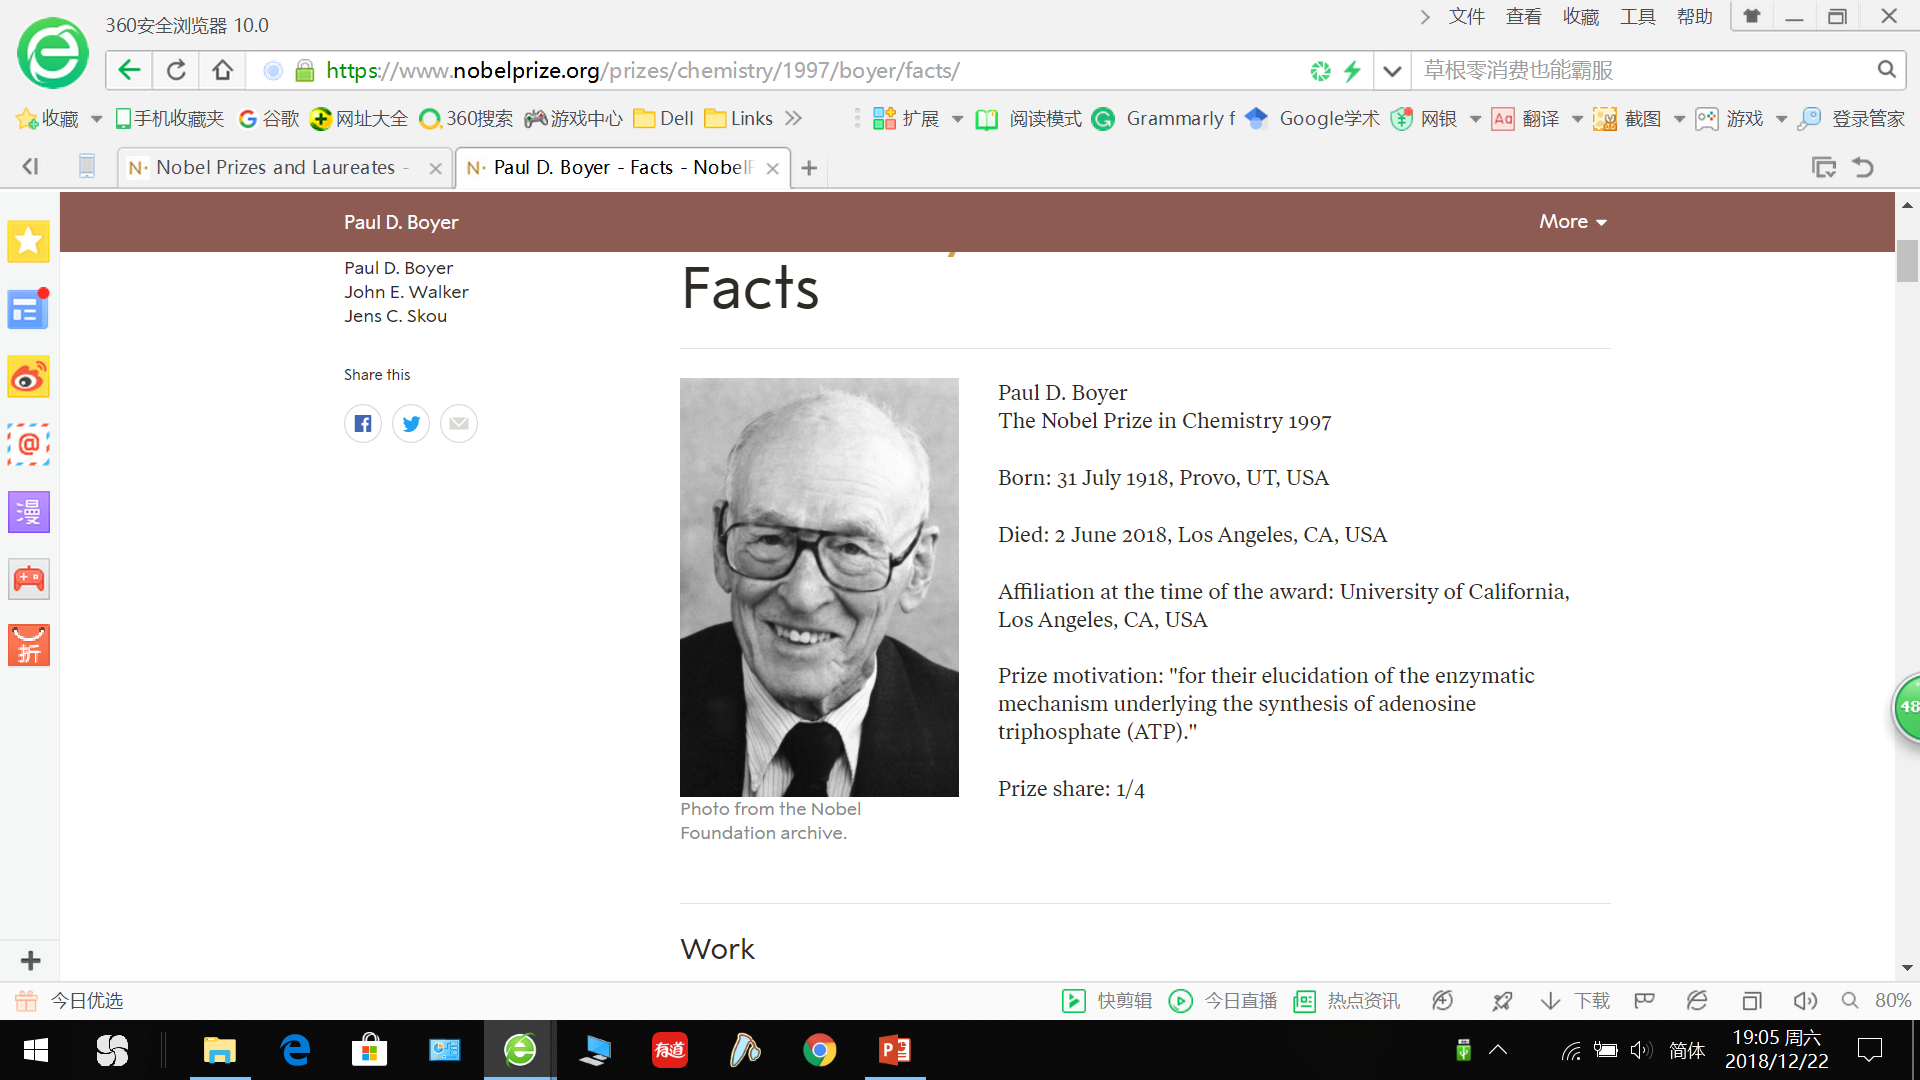 360安全浏览器 10.0
文件 查看 收藏 工具 帮助
https://www.nobelprize.org/prizes/chemistry/1997/boyer/facts/
草根零消费也能霸服
收藏 手机收藏夹 谷歌 网址大全 360搜索 游戏中心 Dell Links 扩展 阅读模式 Grammarly f Google学术 网银 翻译 截图 游戏 登录管家
Nobel Prizes and Laureates -
Paul D. Boyer - Facts - Nobel
Paul D. Boyer
More
Paul D. Boyer
John E. Walker
Jens C. Skou
Share this
Facts
Paul D. Boyer
The Nobel Prize in Chemistry 1997
Born: 31 July 1918, Provo, UT, USA
Died: 2 June 2018, Los Angeles, CA, USA
Affiliation at the time of the award: University of California,
Los Angeles, CA, USA
Prize motivation: "for their elucidation of the enzymatic
mechanism underlying the synthesis of adenosine
triphosphate (ATP)."
Prize share: 1/4
Photo from the Nobel
Foundation archive.
Work
漫
折
48
今日优选
快剪辑 今日直播 热点资讯 下载 80%
有道
简体
19:05 周六
2018/12/22